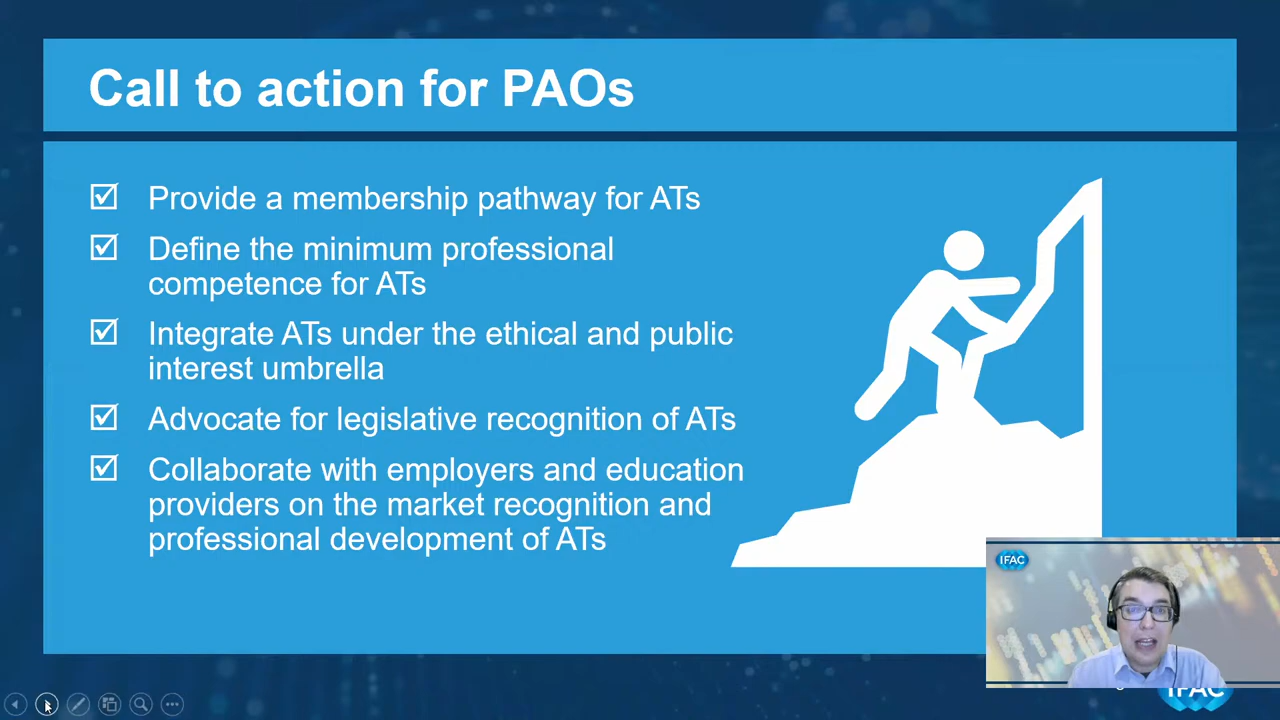 Call to action for PAOs
Provide a membership pathway for ATs
Define the minimum professional
competence for ATs
Integrate ATs under the ethical and public
interest umbrella
Advocate for legislative recognition of ATs
Collaborate with employers and education
providers on the market recognition and
professional development of ATs
IFAC
IFAC